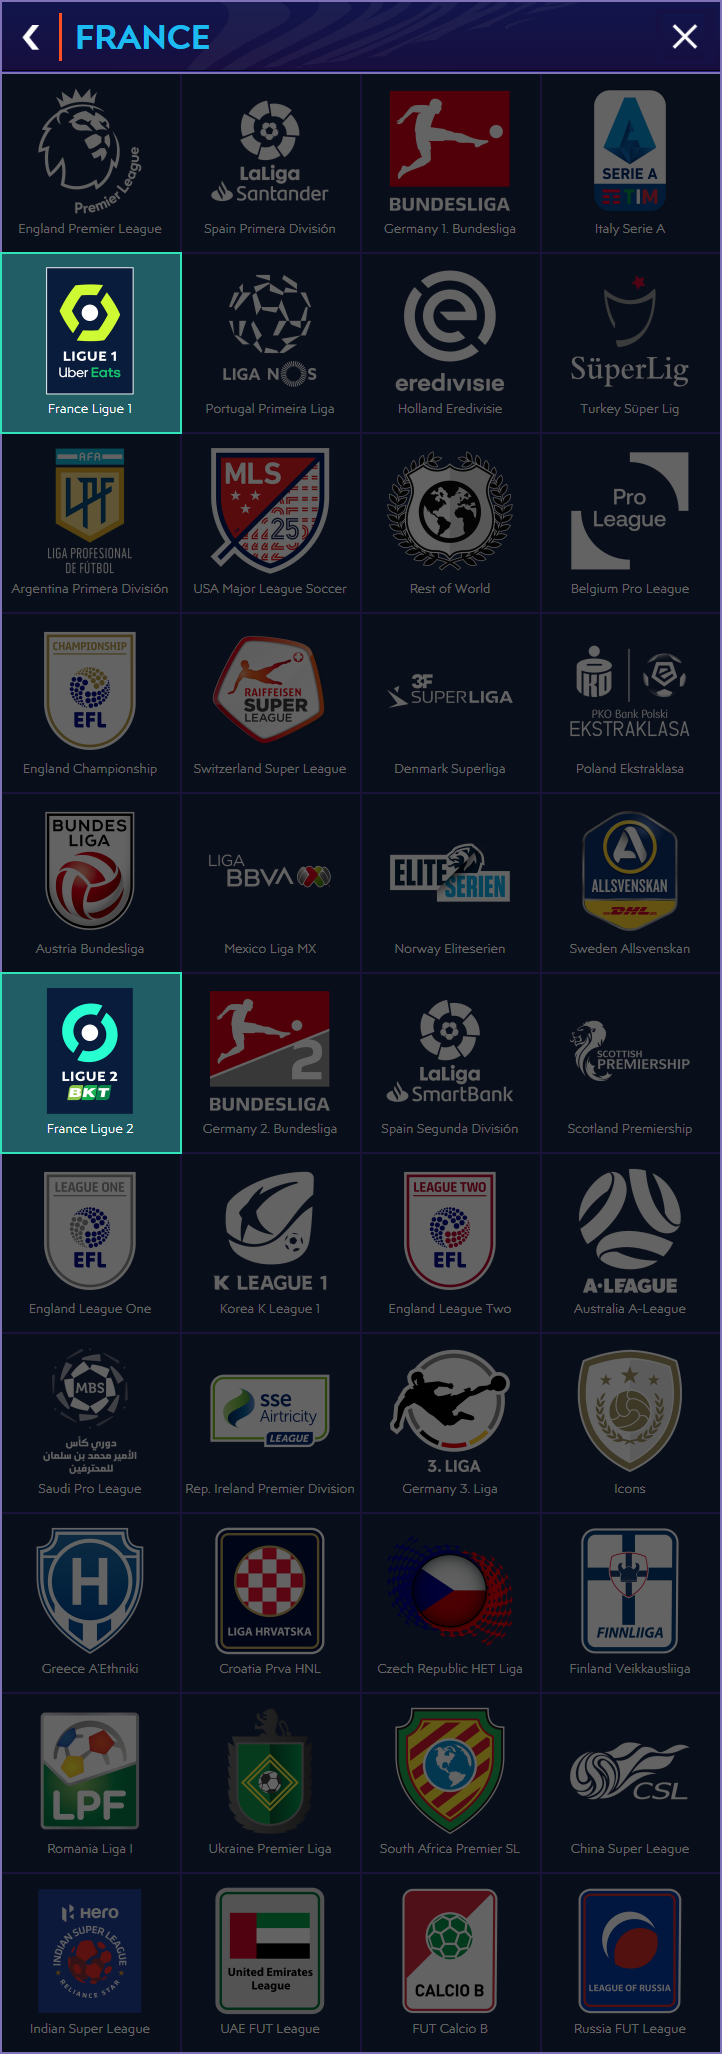 FRANCE
Premier League
England Premier League
LaLiga
Santander
Spain Primera División
BUNDESLIGA
Germany 1. Bundesliga
SERIE A
TIM
Italy Serie A
LIGUE 1
Uber Eats
France Ligue 1
LIGA NOS
Portugal Primeira Liga
eredivisie
Holland Eredivisie
SüperLig
Turkey Süper Lig
AFA
LPF
LIGA PROFESIONAL
DE FÚTBOL
Argentina Primera División
MLS
25
USA Major League Soccer
Rest of World
Pro
League
Belgium Pro League
CHAMPIONSHIP
EFL
England Championship
RAIFFEISEN
SUPER
LEAGUE
Switzerland Super League
3F
SUPERLIGA
Denmark Superliga
PKO Bank Polski
EKSTRAKLASA
Poland Ekstraklasa
BUNDES
LIGA
Austria Bundesliga
LIGA
BBVA
Mexico Liga MX
ELITE
SERIEN
Norway Eliteserien
ALLSVENSKAN
DHL
Sweden Allsvenskan
LIGUE 2
BKT
France Ligue 2
2
BUNDESLIGA
Germany 2. Bundesliga
LaLiga
SmartBank
Spain Segunda División
SCOTTISH
PREMIERSHIP
Scotland Premiership
LEAGUE ONE
EFL
England League One
K LEAGUE 1
Korea K League 1
LEAGUE TWO
EFL
England League Two
A-LEAGUE
Australia A-League
MBS
دوري كأس
الأمير محمد بن سلمان
للمحترفين
Saudi Pro League
sse
Airtricity
LEAGUE
Rep. Ireland Premier Division
3. LIGA
Germany 3. Liga
Icons
H
Greece A'Ethniki
LIGA HRVATSKA
Croatia Prva HNL
Czech Republic HET Liga
FINNLIIGA
Finland Veikkausliiga
LPF
Romania Liga I
Ukraine Premier Liga
South Africa Premier SL
CSL
China Super League
Hero
INDIAN SUPER LEAGUE
RELIANCE STAR
Indian Super League
United Emirates
League
UAE FUT League
CALCIO B
FUT Calcio B
LEAGUE OF RUSSIA
Russia FUT League